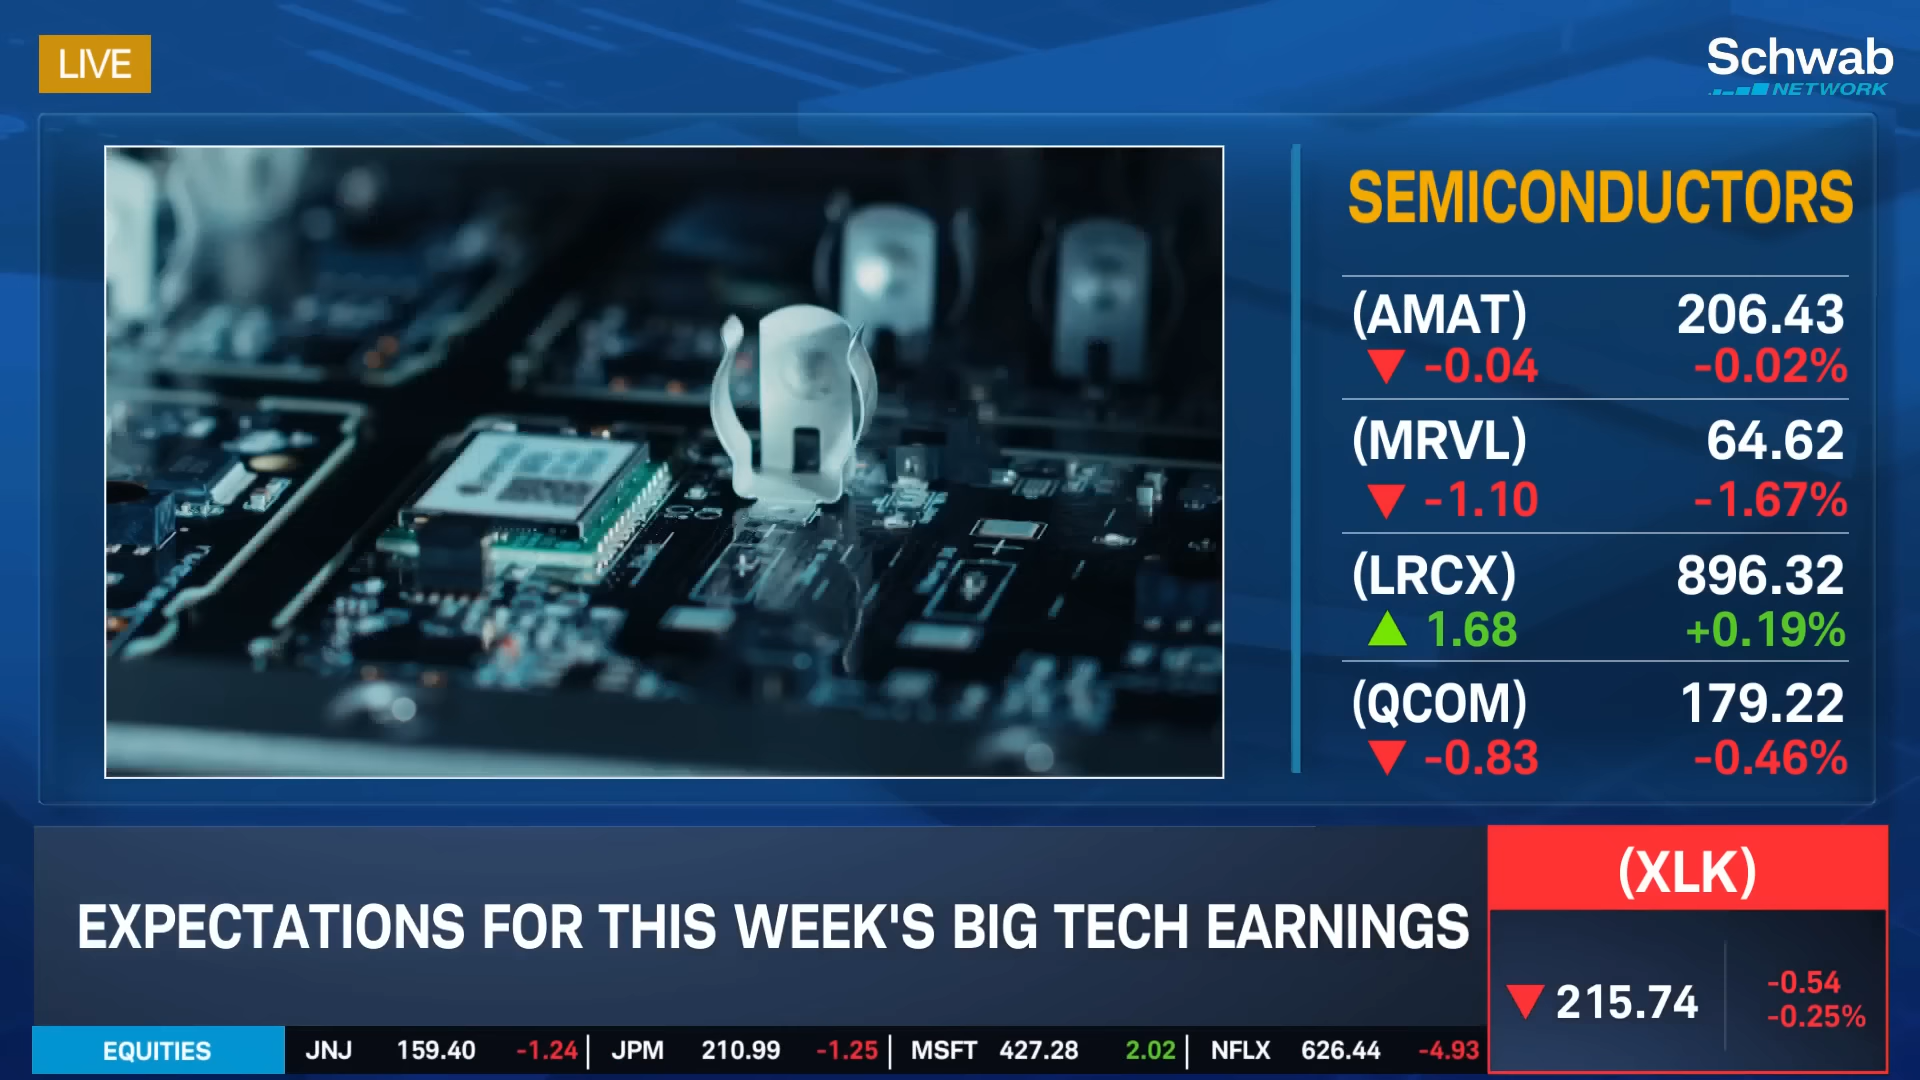 LIVE
Schwab
NETWORK
SEMICONDUCTORS
(AMAT) 206.43
▼ -0.04 -0.02%
(MRVL) 64.62
▼ -1.10 -1.67%
(LRCX) 896.32
▲ 1.68 +0.19%
(QCOM) 179.22
▼ -0.83 -0.46%
EXPECTATIONS FOR THIS WEEK'S BIG TECH EARNINGS
(XLK)
▼ 215.74
-0.54
-0.25%
EQUITIES JNJ 159.40 -1.24 | JPM 210.99 -1.25 | MSFT 427.28 2.02 | NFLX 626.44 -4.93